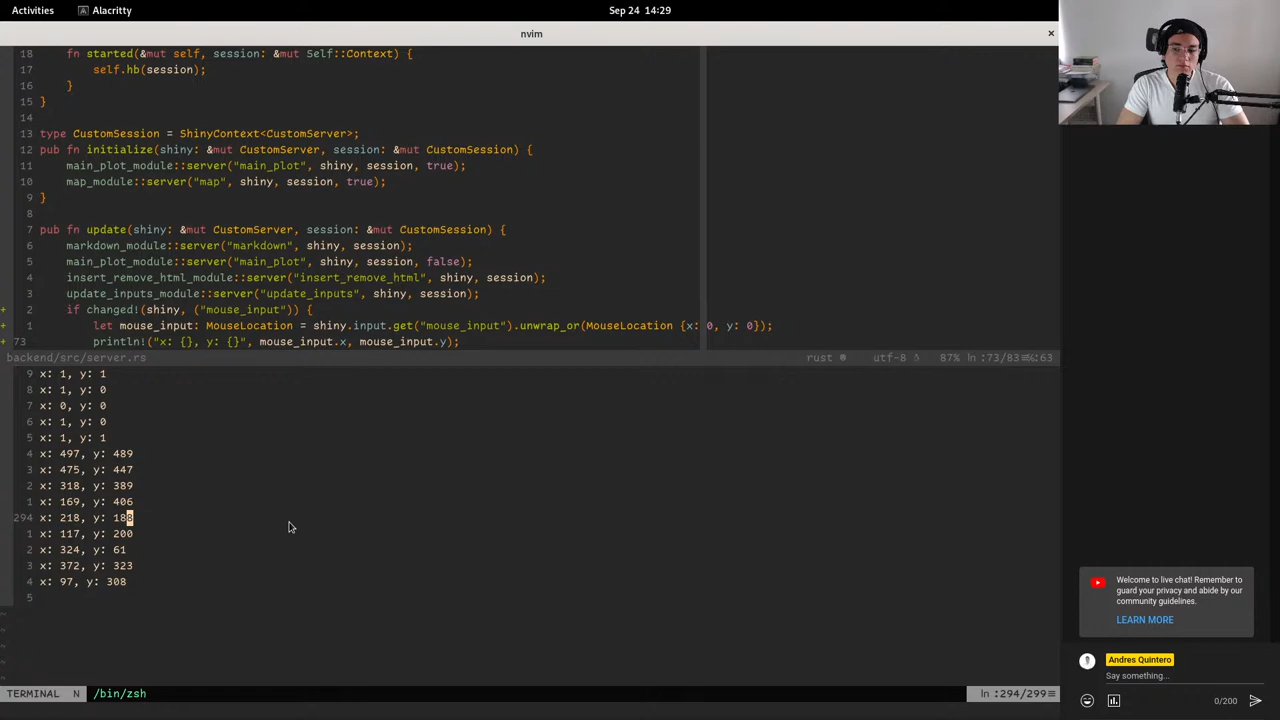 Activities
Alacritty
Sep 24 14:29
nvim
18 fn started(&mut self, session: &mut Self::Context) {
17 self.hb(session);
16 }
15 }
14
13 type CustomSession = ShinyContext<CustomServer>;
12 pub fn initialize(shiny: &mut CustomServer, session: &mut CustomSession) {
11 main_plot_module::server("main_plot", shiny, session, true);
10 map_module::server("map", shiny, session, true);
9 }
8
7 pub fn update(shiny: &mut CustomServer, session: &mut CustomSession) {
6 markdown_module::server("markdown", shiny, session);
5 main_plot_module::server("main_plot", shiny, session, false);
4 insert_remove_html_module::server("insert_remove_html", shiny, session);
3 update_inputs_module::server("update_inputs", shiny, session);
+ 2 if changed!(shiny, ("mouse_input")) {
+ 1 let mouse_input: MouseLocation = shiny.input.get("mouse_input").unwrap_or(MouseLocation {x: 0, y: 0});
+ 73 println!("x: {}, y: {}", mouse_input.x, mouse_input.y);
backend/src/server.rs rust utf-8 87% ln :73/83
9 x: 1, y: 1
8 x: 1, y: 0
7 x: 0, y: 0
6 x: 1, y: 0
5 x: 1, y: 1
4 x: 497, y: 489
3 x: 475, y: 447
2 x: 318, y: 389
1 x: 169, y: 406
294 x: 218, y: 188
1 x: 117, y: 200
2 x: 324, y: 61
3 x: 372, y: 323
4 x: 97, y: 308
5
~
~
~
~
~
TERMINAL N /bin/zsh ln :294/299
Welcome to live chat! Remember to
guard your privacy and abide by our
community guidelines.
LEARN MORE
Andres Quintero
Say something...
0/200